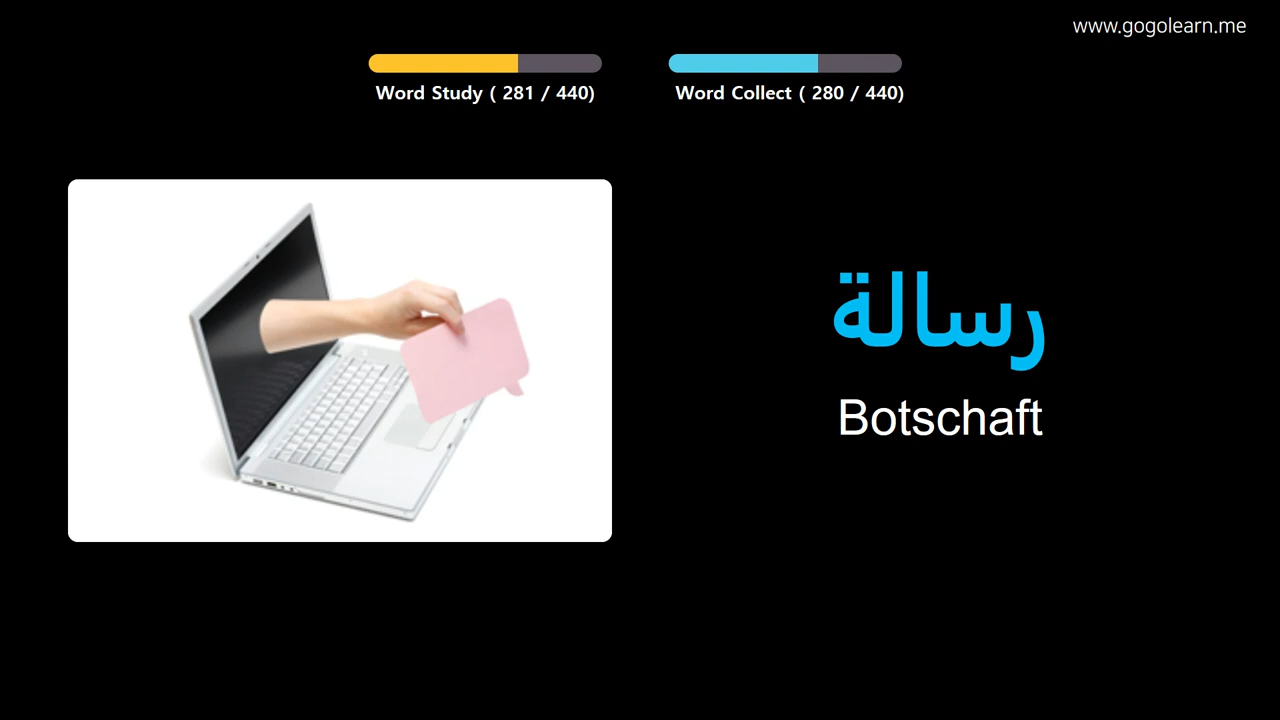 www.gogolearn.me
Word Study ( 281 / 440)
Word Collect ( 280 / 440)
رسالة
Botschaft